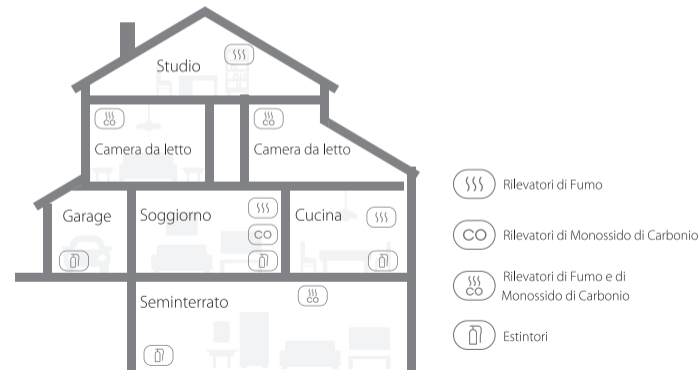 Studio
CO
Camera da letto
CO
Camera da letto
Garage
Soggiorno
CO
Cucina
Seminterrato
CO
Rilevatori di Fumo
CO
Rilevatori di Monossido di Carbonio
CO
Rilevatori di Fumo e di
Monossido di Carbonio
Estintori